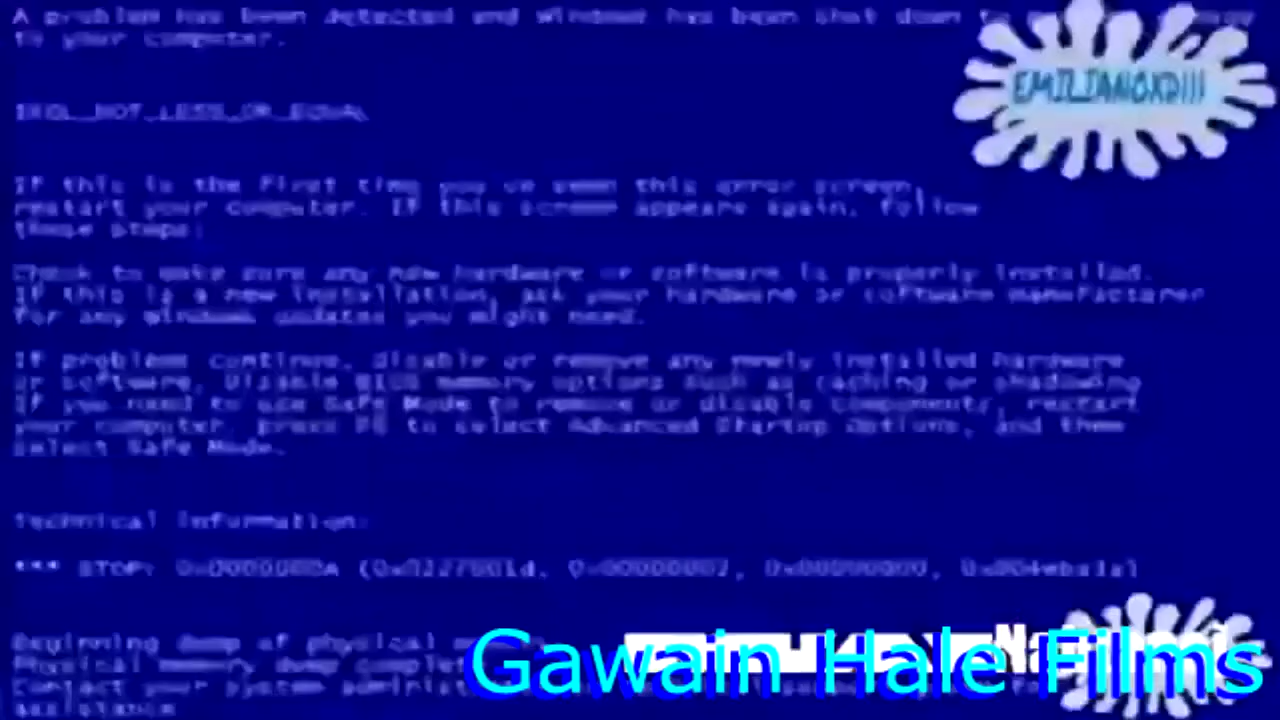 A problem has been detected and Windows has been shut down to
to your computer.
EMILIANOXD!!!
IRQL_NOT_LESS_OR_EQUAL
If this is the first time you've seen this error screen,
restart your computer. If this screen appears again, follow
these steps:
Check to make sure any new hardware or software is properly installed.
If this is a new installation, ask your hardware or software manufacturer
for any windows updates you might need.
If problems continue, disable or remove any newly installed hardware
or software. Disable BIOS memory options such as caching or shadowing
If you need to use Safe Mode to remove or disable components, restart
your computer, press F8 to select Advanced Startup Options, and then
select Safe Mode.
Technical information:
*** STOP:
Beginning dump of physical
Physical memory dump complete
Contact your system
assistance
Gawain Hale Films